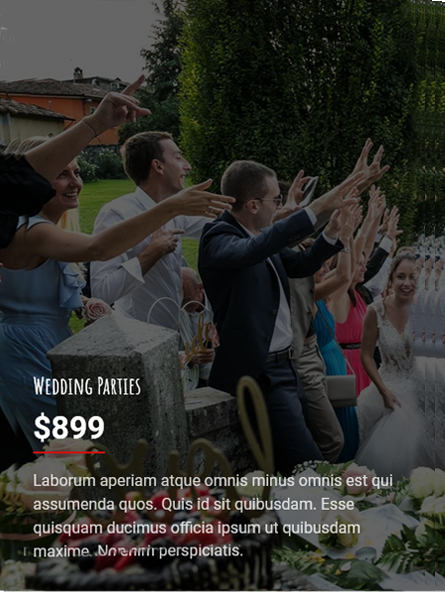 Wedding Parties
$899
Laborum aperiam atque omnis minus omnis est qui
assumenda quos. Quis id sit quibusdam. Esse
quisquam ducimus officia ipsum ut quibusdam
maxime. perspiciatis.